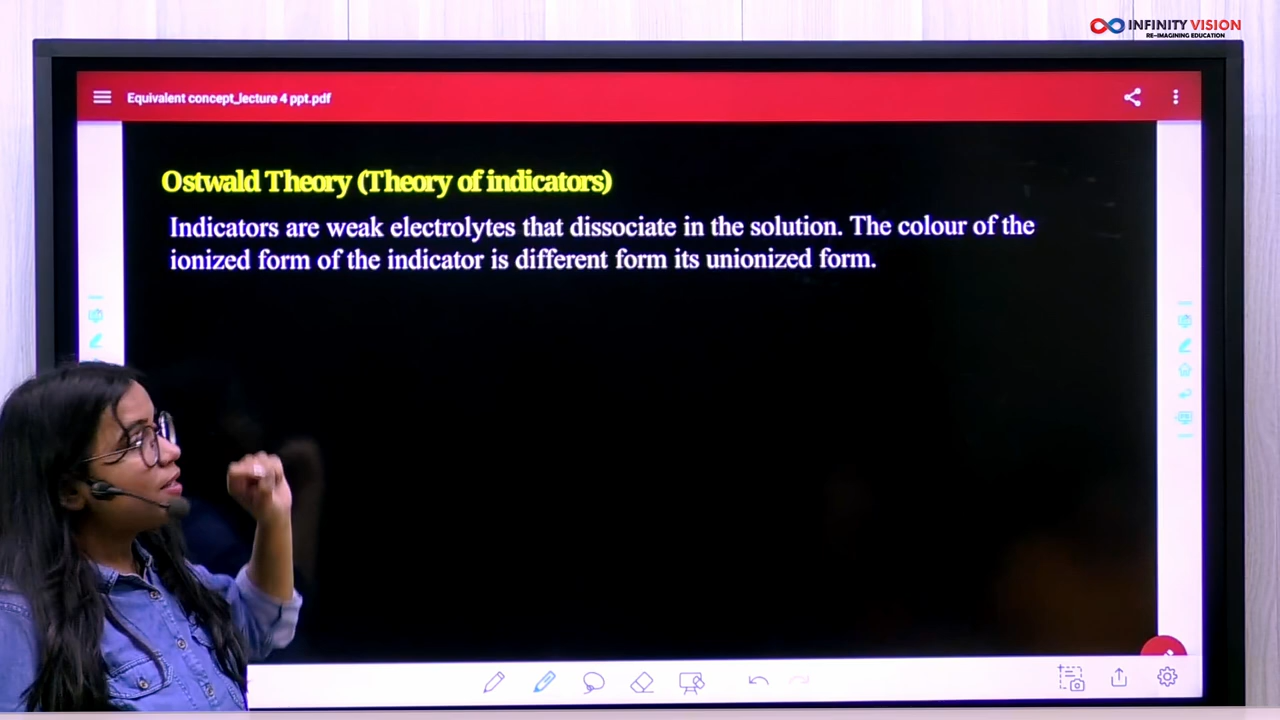 INFINITY VISION
RE-IMAGINING EDUCATION
Equivalent concept_lecture 4 ppt.pdf
Ostwald Theory (Theory of indicators)
Indicators are weak electrolytes that dissociate in the solution. The colour of the
ionized form of the indicator is different form its unionized form.